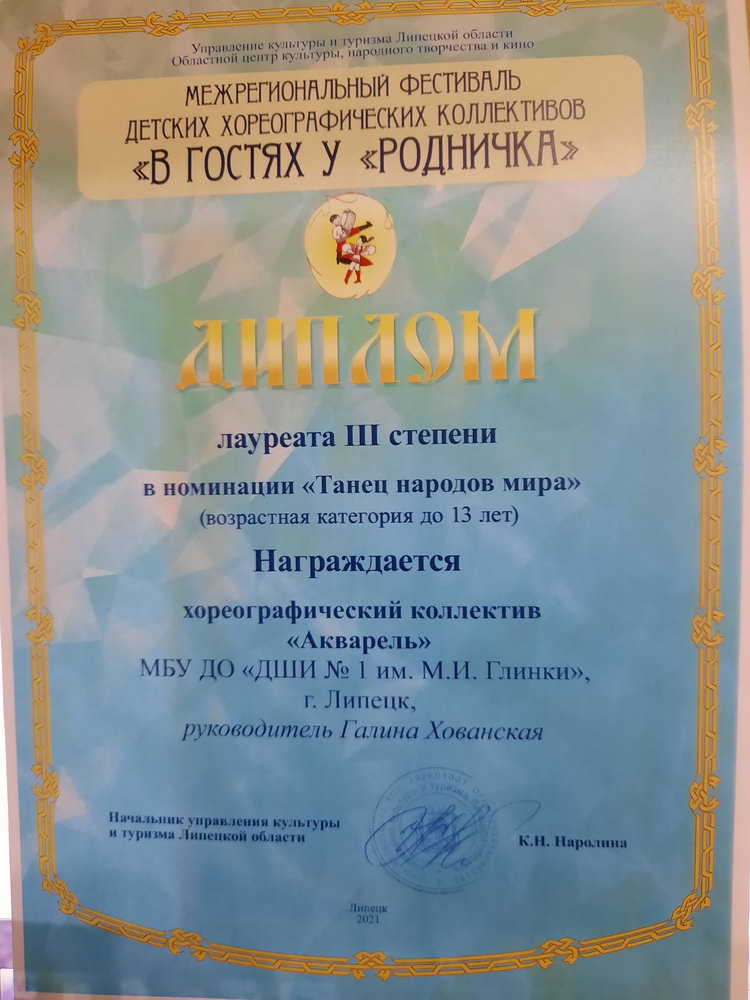 Управление культуры и туризма Липецкой области
Областной центр культуры, народного творчества и кино
МЕЖРЕГИОНАЛЬНЫЙ ФЕСТИВАЛЬ
ДЕТСКИХ ХОРЕОГРАФИЧЕСКИХ КОЛЛЕКТИВОВ
«В ГОСТЯХ У «РОДНИЧКА»
ДИПЛОМ
лауреата III степени
в номинации «Танец народов мира»
(возрастная категория до 13 лет)
Награждается
хореографический коллектив
«Акварель»
МБУ ДО «ДШИ № 1 им. М.И. Глинки»,
г. Липецк,
руководитель Галина Хованская
Начальник управления культуры
и туризма Липецкой области
К.Н. Наролина
Липецк
2021